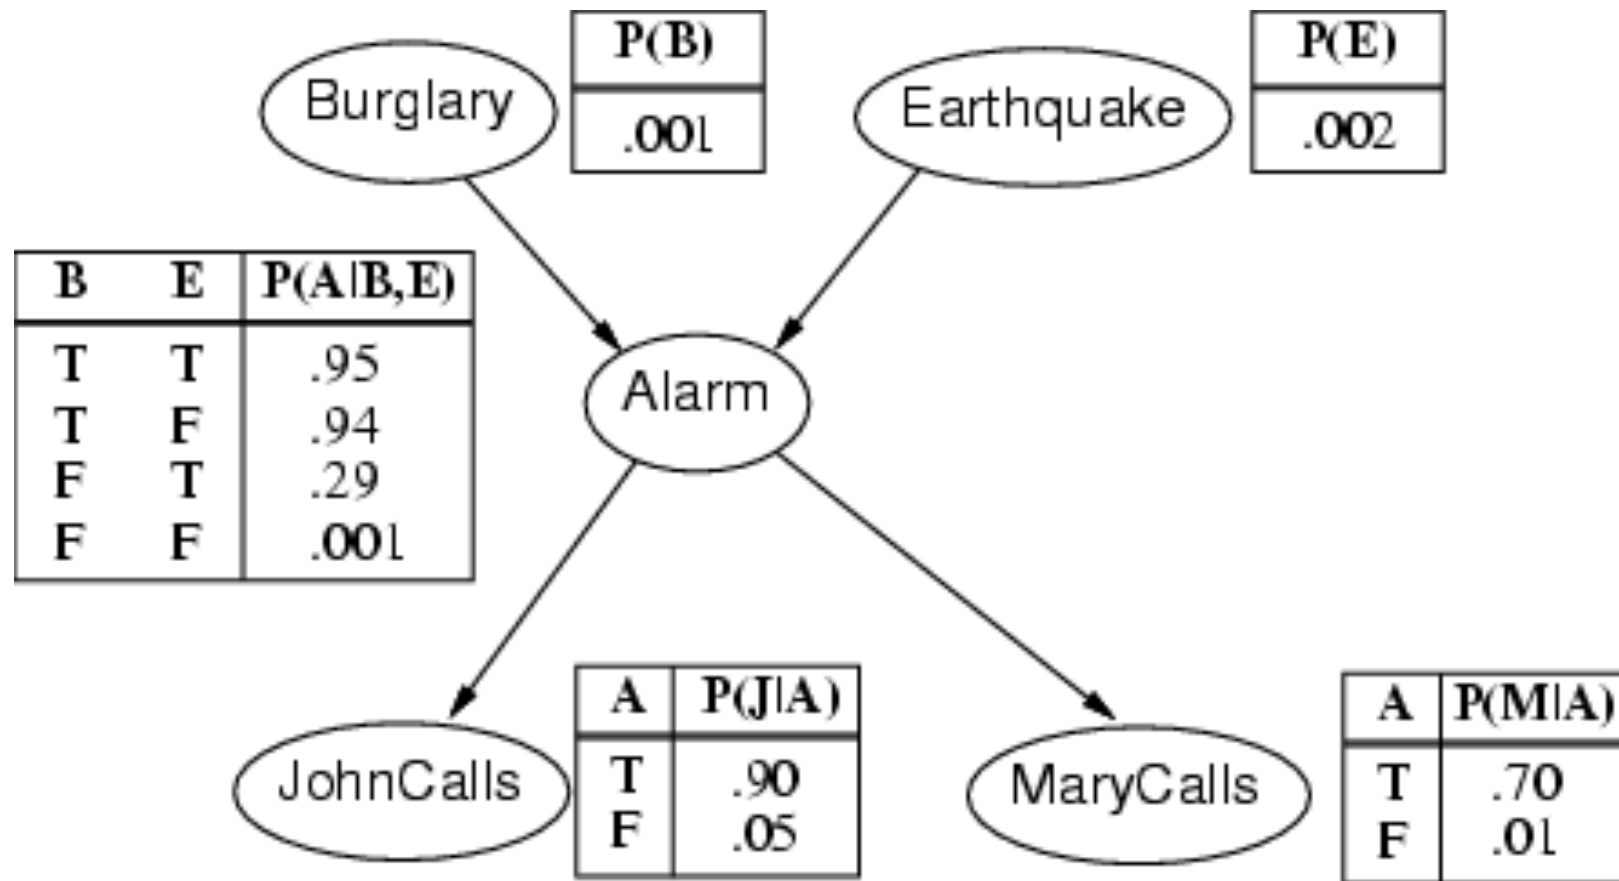 Burglary
P(B)
.001
Earthquake
P(E)
.002
B E P(A|B,E)
T T .95
T F .94
F T .29
F F .001
Alarm
JohnCalls
A P(J|A)
T .90
F .05
MaryCalls
A P(M|A)
T .70
F .01